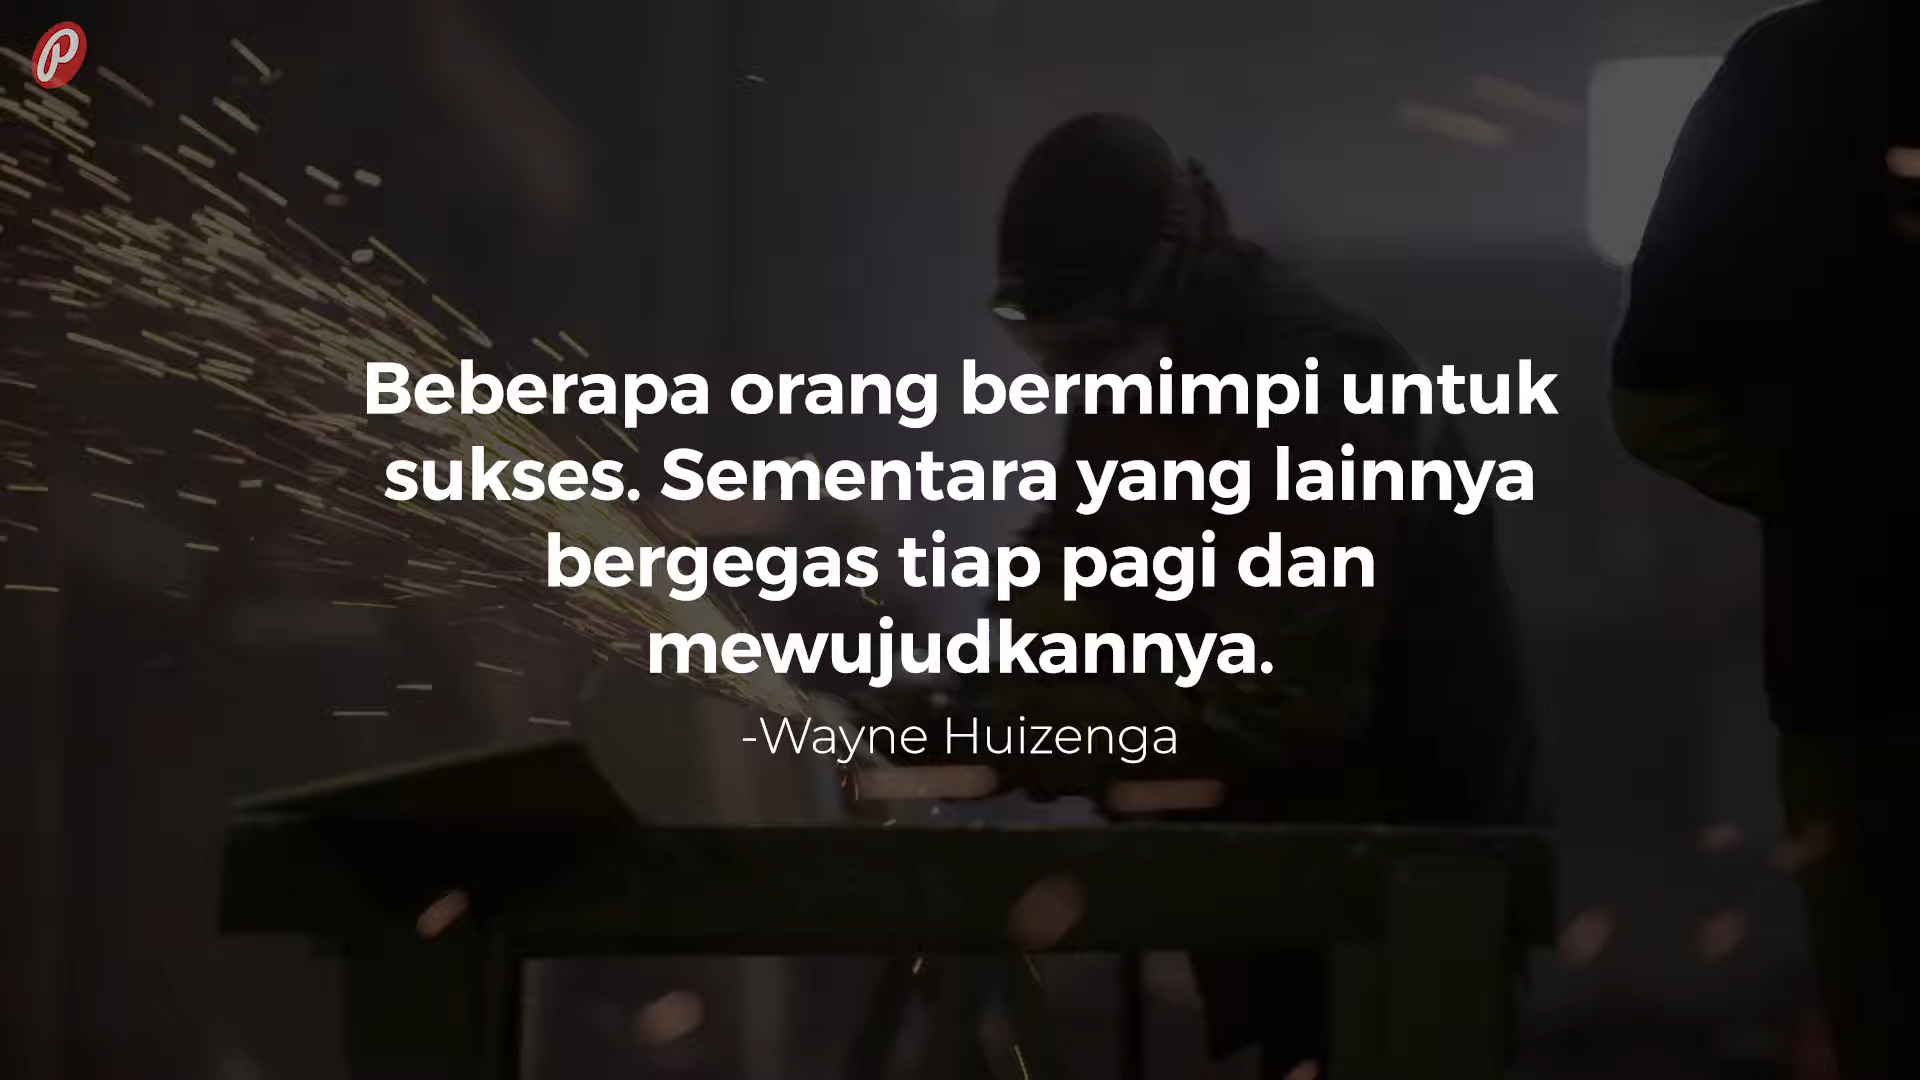 P
Beberapa orang bermimpi untuk
sukses. Sementara yang lainnya
bergegas tiap pagi dan
mewujudkannya.
-Wayne Huizenga